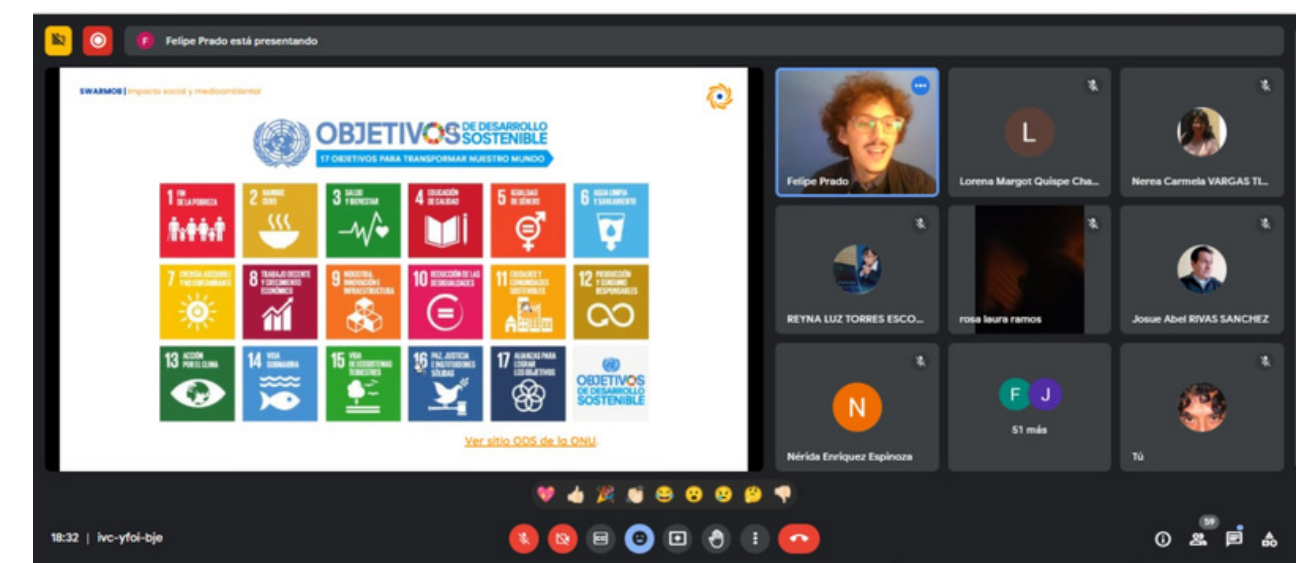 F Felipe Prado está presentando
SWARMOB | Impacto social y medioambiental
OBJETIVOS DE DESARROLLO SOSTENIBLE
17 OBJETIVOS PARA TRANSFORMAR NUESTRO MUNDO
1 FIN DE LA POBREZA
2 HAMBRE CERO
3 SALUD Y BIENESTAR
4 EDUCACIÓN DE CALIDAD
5 IGUALDAD DE GÉNERO
6 AGUA LIMPIA Y SANEAMIENTO
7 ENERGÍA ASEQUIBLE Y NO CONTAMINANTE
8 TRABAJO DECENTE Y CRECIMIENTO ECONÓMICO
9 INDUSTRIA, INNOVACIÓN E INFRAESTRUCTURA
10 REDUCCIÓN DE LAS DESIGUALDADES
11 CIUDADES Y COMUNIDADES SOSTENIBLES
12 PRODUCCIÓN Y CONSUMO RESPONSABLES
13 ACCIÓN POR EL CLIMA
14 VIDA SUBMARINA
15 VIDA DE ECOSISTEMAS TERRESTRES
16 PAZ, JUSTICIA E INSTITUCIONES SÓLIDAS
17 ALIANZAS PARA LOGRAR LOS OBJETIVOS
OBJETIVOS DE DESARROLLO SOSTENIBLE
Ver sitio ODS de la ONU.
Felipe Prado
L
Lorena Margot Quispe Cha...
Nerea Carmela VARGAS TI...
REYNA LUZ TORRES ESCO...
rosa laura ramos
Josue Abel RIVAS SANCHEZ
N
Nérida Enriquez Espinoza
F J
51 más
Tú
18:32 | ivc-yfoi-bje
59